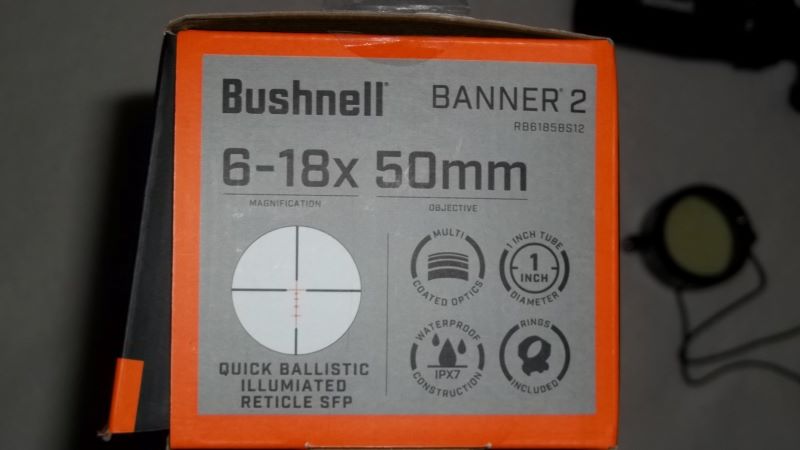 Bushnell®
BANNER® 2
RB6185BS12
6-18x 50mm
MAGNIFICATION
OBJECTIVE
QUICK BALLISTIC
ILLUMIATED
RETICLE SFP
MULTI
COATED OPTICS
1 INCH TUBE
1
INCH
DIAMETER
WATERPROOF
IPX7
CONSTRUCTION
RINGS
INCLUDED